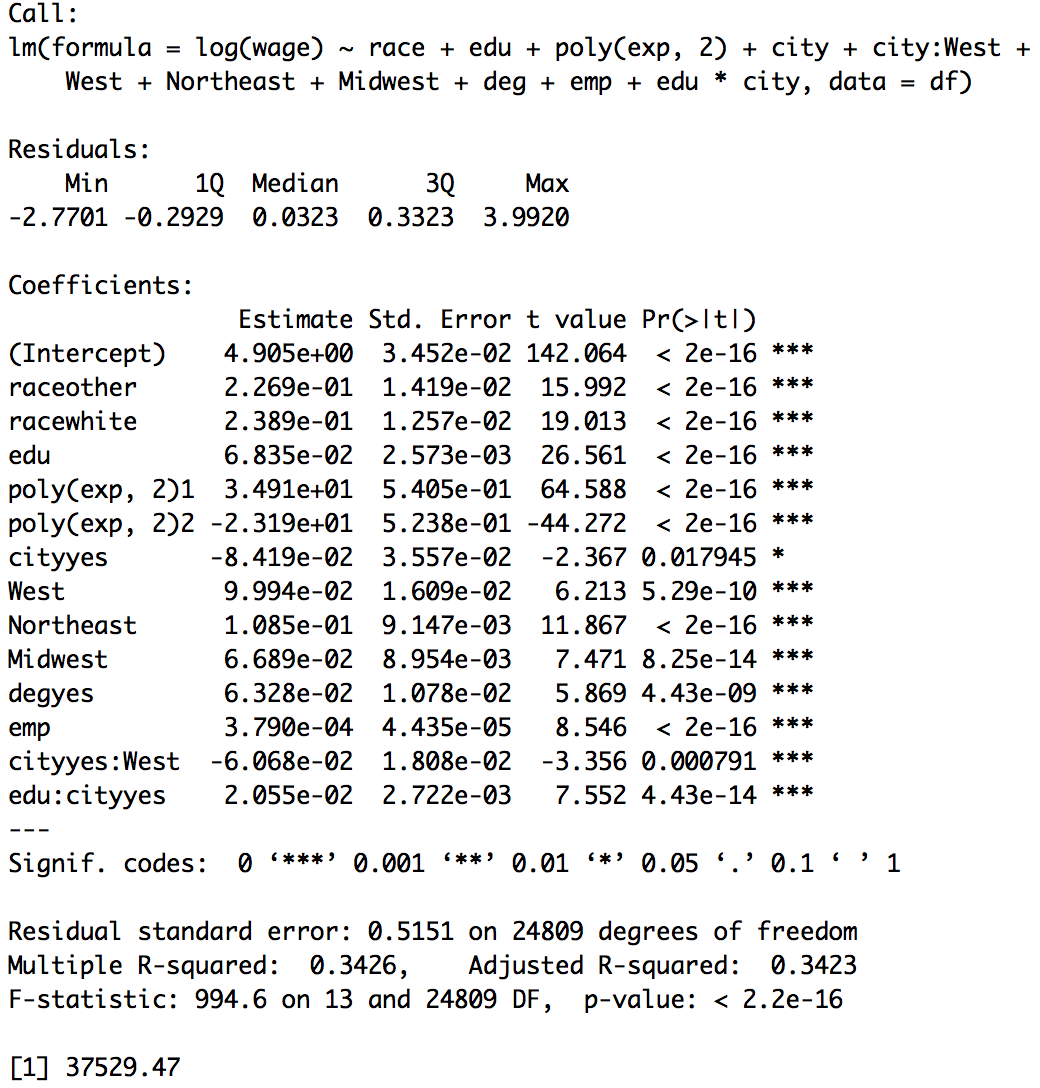 Call:
lm(formula = log(wage) ~ race + edu + poly(exp, 2) + city + city:West +
    West + Northeast + Midwest + deg + emp + edu * city, data = df)

Residuals:
    Min      1Q  Median      3Q     Max
-2.7701 -0.2929  0.0323  0.3323  3.9920

Coefficients:
                Estimate Std. Error t value Pr(>|t|)
(Intercept)    4.905e+00  3.452e-02 142.064  < 2e-16 ***
raceother      2.269e-01  1.419e-02  15.992  < 2e-16 ***
racewhite      2.389e-01  1.257e-02  19.013  < 2e-16 ***
edu            6.835e-02  2.573e-03  26.561  < 2e-16 ***
poly(exp, 2)1  3.491e+01  5.405e-01  64.588  < 2e-16 ***
poly(exp, 2)2 -2.319e+01  5.238e-01 -44.272  < 2e-16 ***
cityyes       -8.419e-02  3.557e-02  -2.367 0.017945 *
West           9.994e-02  1.609e-02   6.213 5.29e-10 ***
Northeast      1.085e-01  9.147e-03  11.867  < 2e-16 ***
Midwest        6.689e-02  8.954e-03   7.471 8.25e-14 ***
degyes         6.328e-02  1.078e-02   5.869 4.43e-09 ***
emp            3.790e-04  4.435e-05   8.546  < 2e-16 ***
cityyes:West  -6.068e-02  1.808e-02  -3.356 0.000791 ***
edu:cityyes    2.055e-02  2.722e-03   7.552 4.43e-14 ***
---
Signif. codes:  0 ‘***’ 0.001 ‘**’ 0.01 ‘*’ 0.05 ‘.’ 0.1 ‘ ’ 1

Residual standard error: 0.5151 on 24809 degrees of freedom
Multiple R-squared:  0.3426,    Adjusted R-squared:  0.3423
F-statistic: 994.6 on 13 and 24809 DF,  p-value: < 2.2e-16

[1] 37529.47